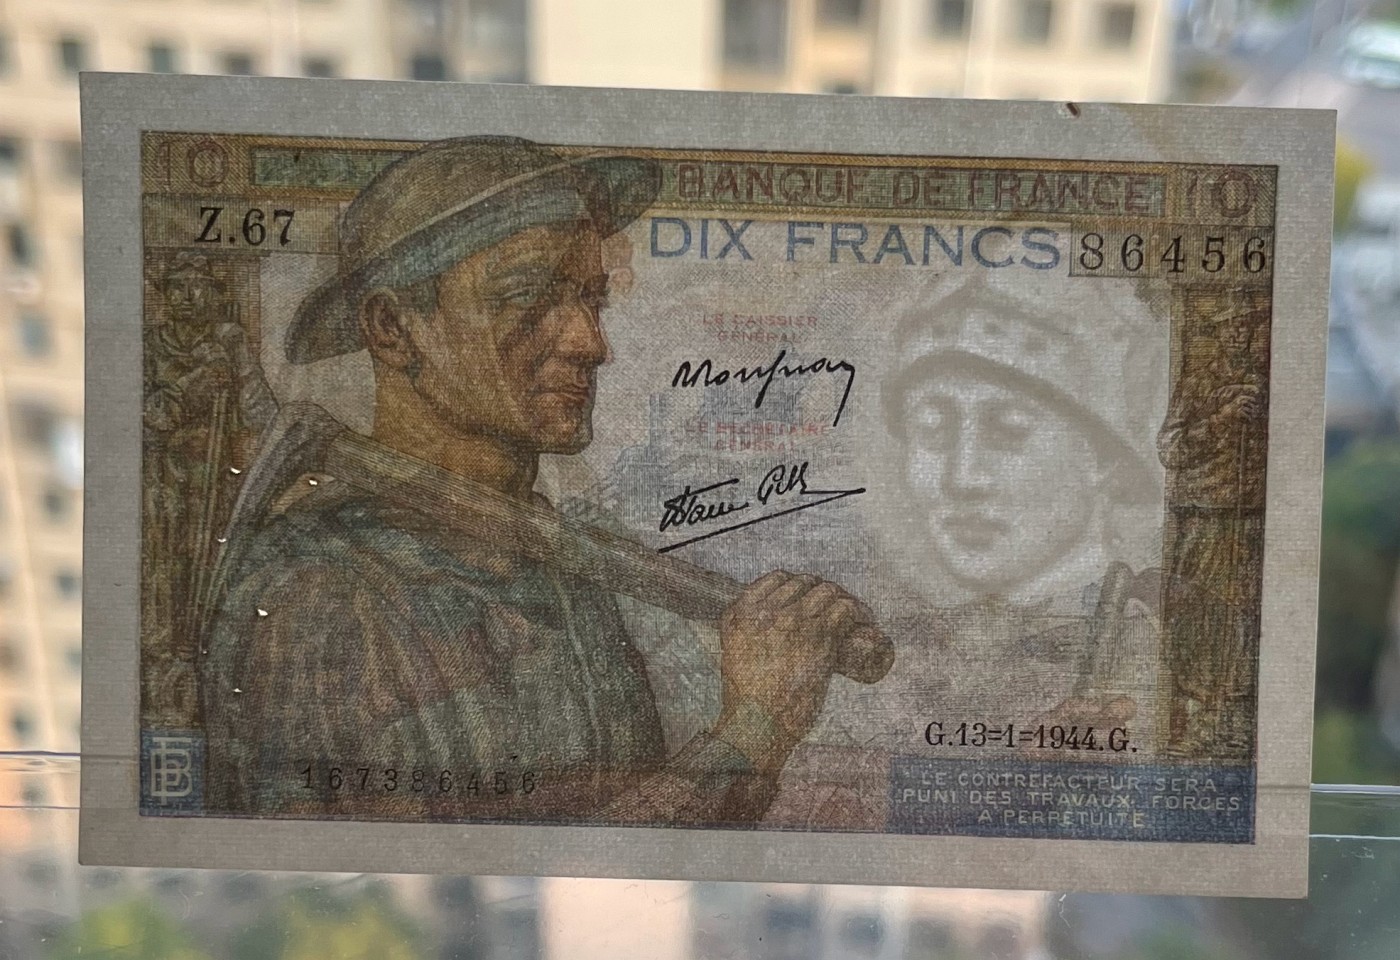 10 BANQUE DE FRANCE 10
Z.67
DIX FRANCS 86456
LE CAISSIER
GÉNÉRAL
LE SECRÉTAIRE
GÉNÉRAL
G.13=1=1944.G.
167386456
LE CONTREFACTEUR SERA
PUNI DES TRAVAUX FORCÉS
A PERPÉTUITÉ